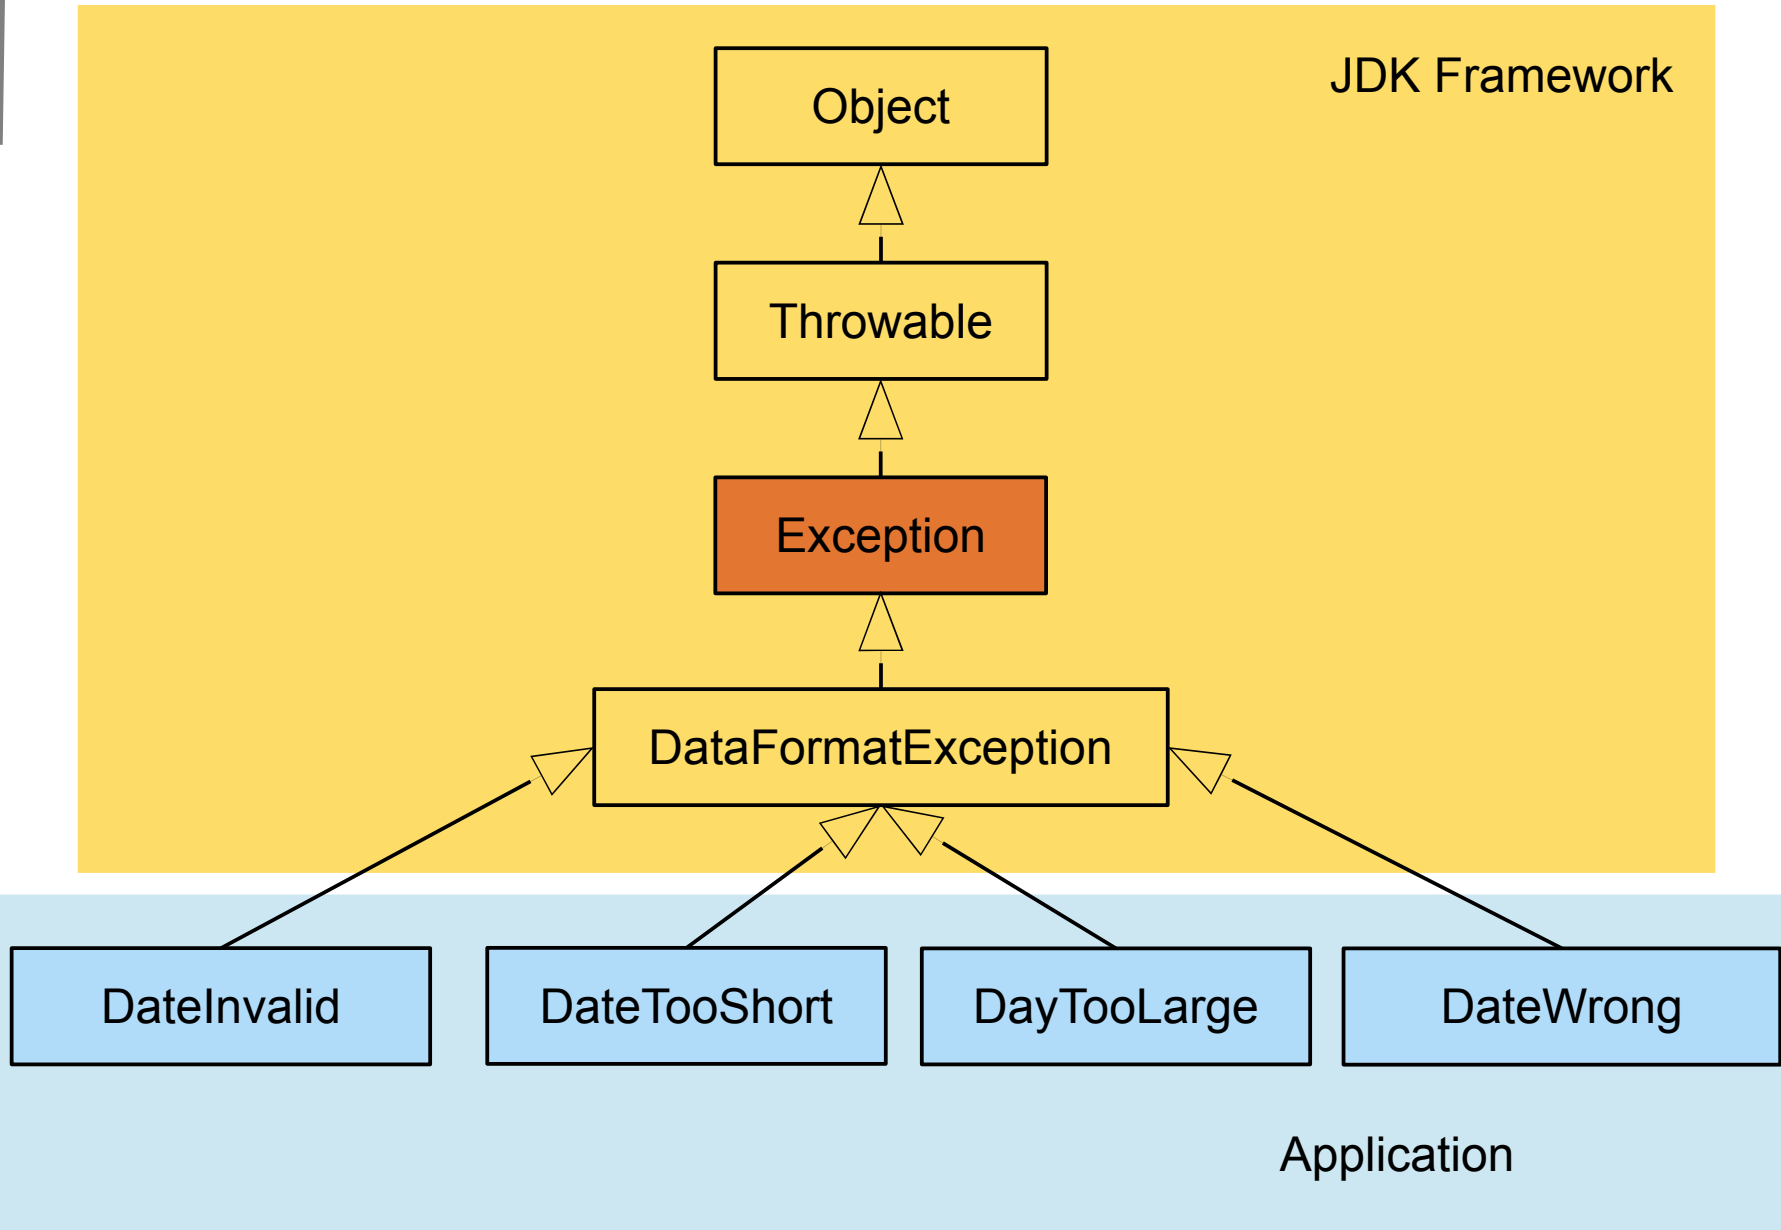 JDK Framework
Object
Throwable
Exception
DataFormatException
DateInvalid
DateTooShort
DayTooLarge
DateWrong
Application